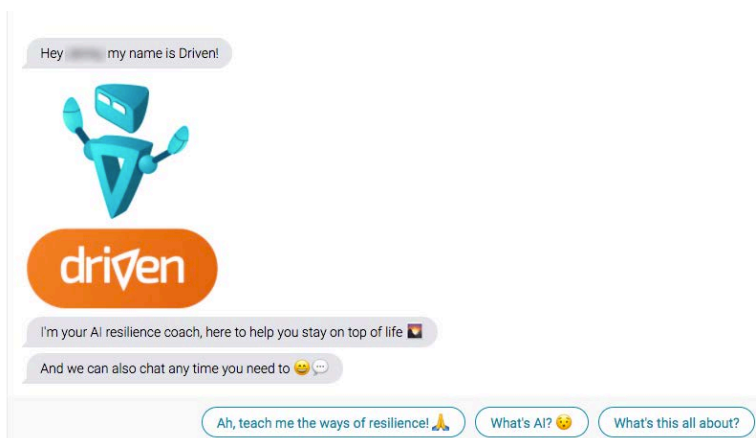 Hey my name is Driven!
driven
I'm your AI resilience coach, here to help you stay on top of life 🌄
And we can also chat any time you need to 😀💬
Ah, teach me the ways of resilience! 🙏
What's AI? 😯
What's this all about?